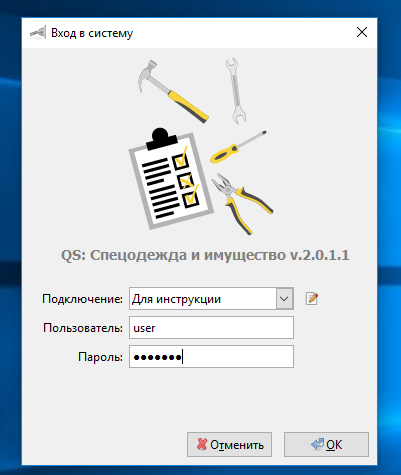 Вход в систему
QS: Спецодежда и имущество v.2.0.1.1
Подключение: Для инструкции
Пользователь: user
Пароль: ●●●●●●●
Отменить OK